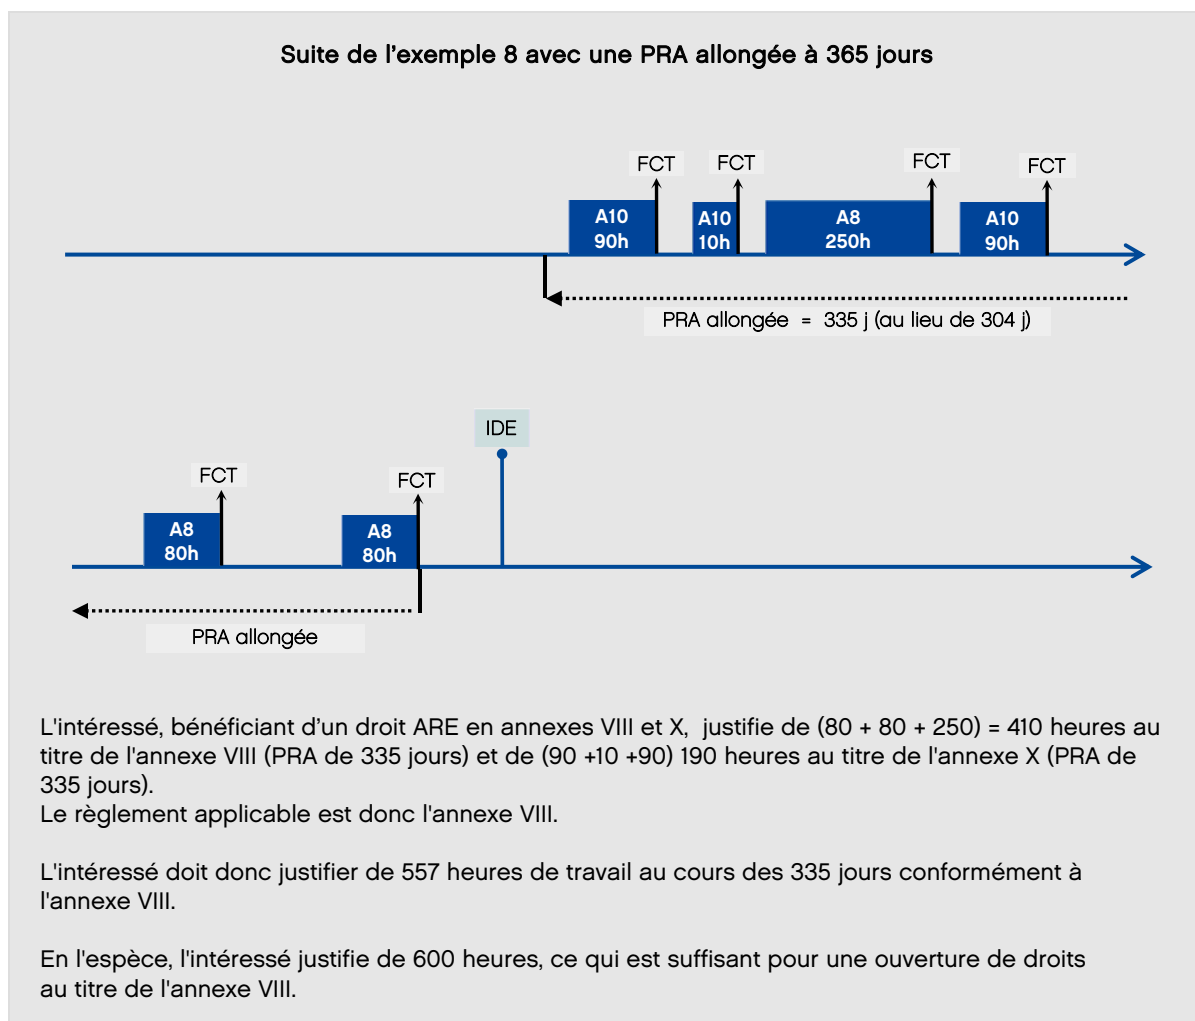 Suite de l'exemple 8 avec une PRA allongée à 365 jours
FCT FCT FCT FCT
A10 A10 A8 A10
90h 10h 250h 90h
PRA allongée = 335 j (au lieu de 304 j)
IDE
FCT FCT
A8 A8
80h 80h
PRA allongée
L'intéressé, bénéficiant d'un droit ARE en annexes VIII et X, justifie de (80 + 80 + 250) = 410 heures au
titre de l'annexe VIII (PRA de 335 jours) et de (90 +10 +90) 190 heures au titre de l'annexe X (PRA de
335 jours).
Le règlement applicable est donc l'annexe VIII.
L'intéressé doit donc justifier de 557 heures de travail au cours des 335 jours conformément à
l'annexe VIII.
En l'espèce, l'intéressé justifie de 600 heures, ce qui est suffisant pour une ouverture de droits
au titre de l'annexe VIII.